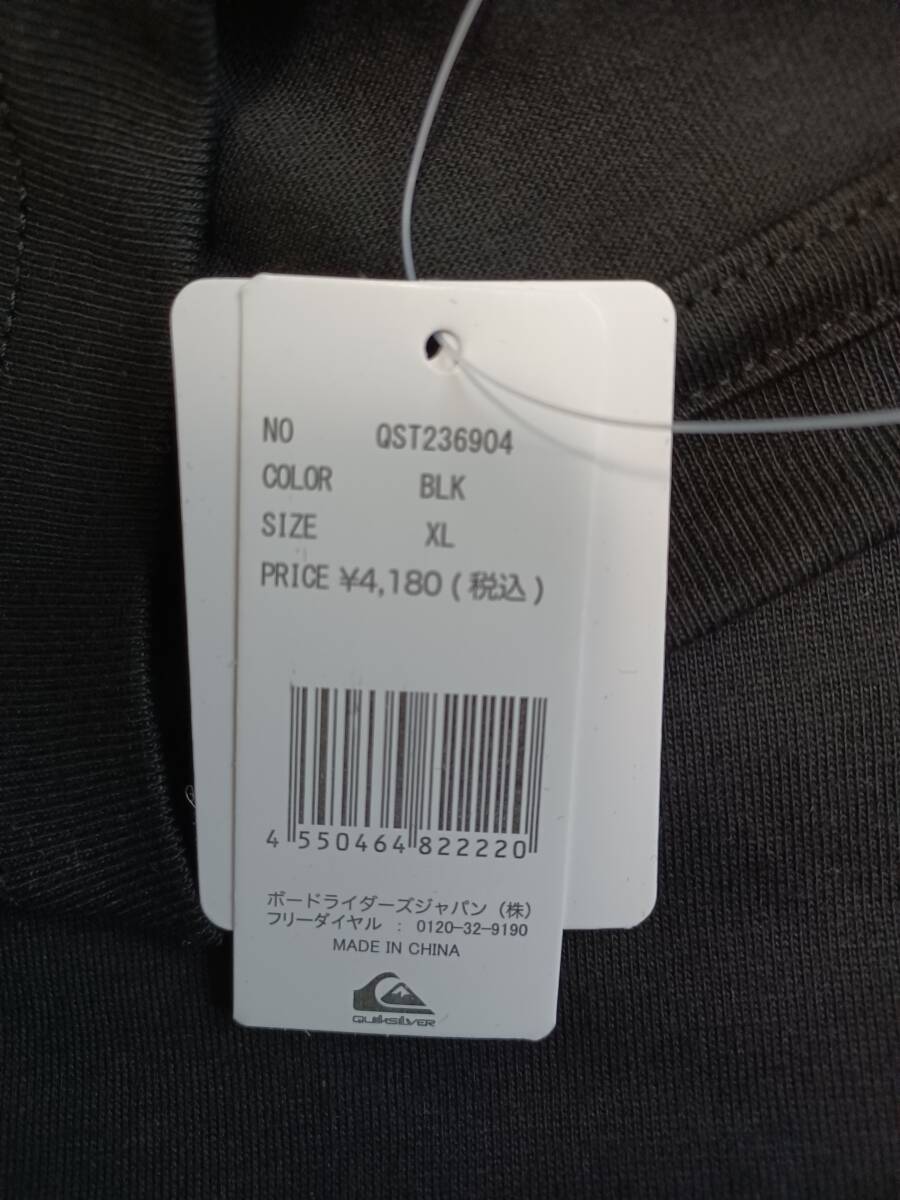 NO QST236904
COLOR BLK
SIZE XL
PRICE ¥4,180 (税込)
4 550464 822220
ボードライダーズジャパン (株)
フリーダイヤル : 0120-32-9190
MADE IN CHINA
QUIKSILVER